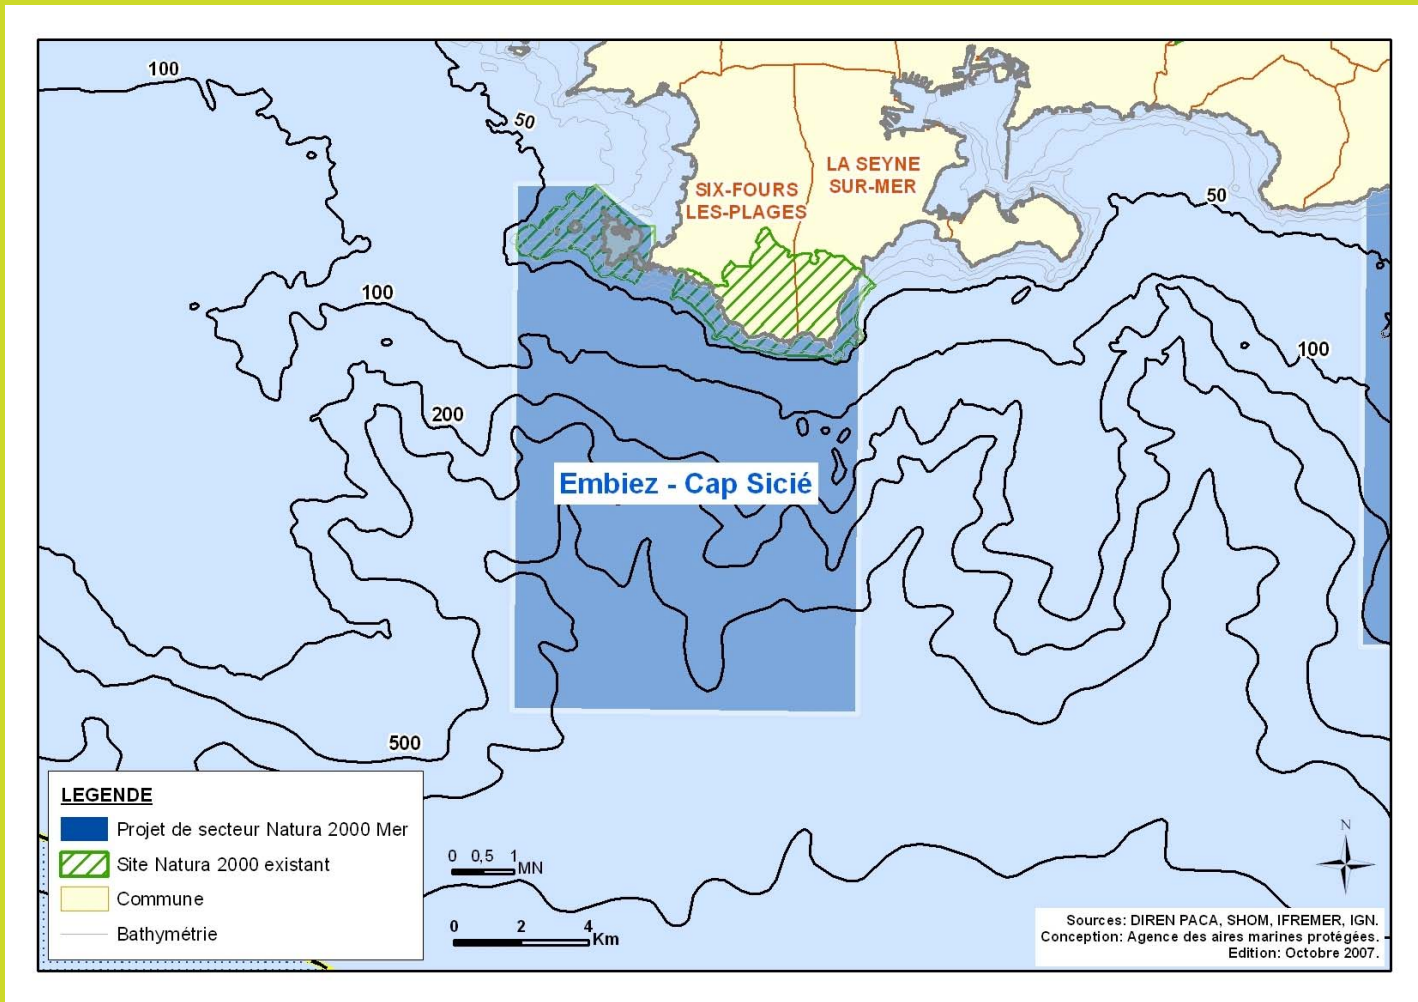 100
50
LA SEYNE
SUR-MER
SIX-FOURS
LES-PLAGES
50
100
100
200
Embiez - Cap Sicié
500
LEGENDE
Projet de secteur Natura 2000 Mer
Site Natura 2000 existant
Commune
Bathymétrie
0 0,5 1
MN
0 2 4
Km
N
Sources: DIREN PACA, SHOM, IFREMER, IGN.
Conception: Agence des aires marines protégées.
Edition: Octobre 2007.